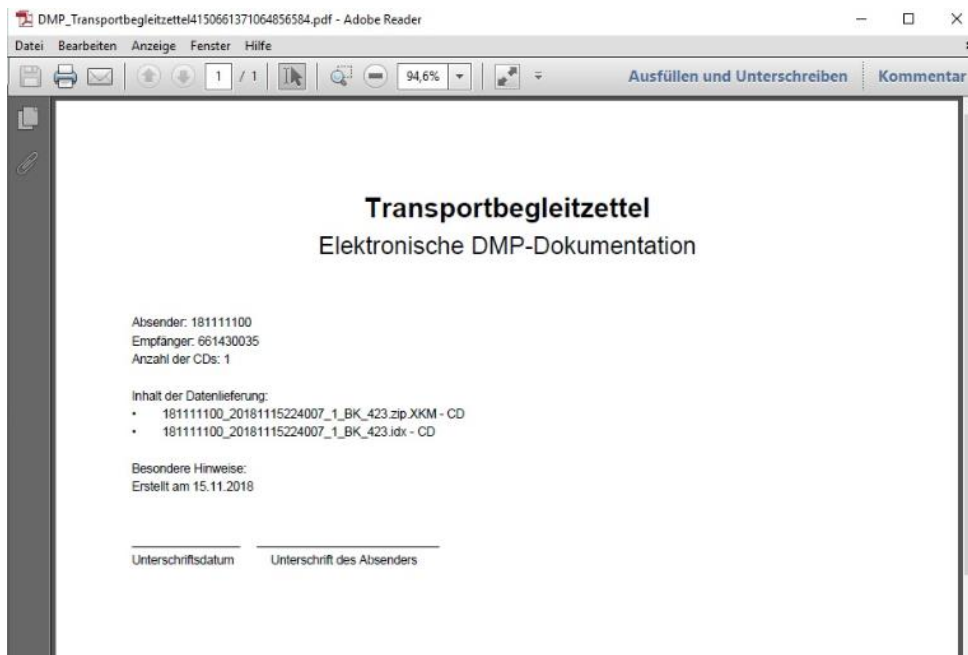 DMP_Transportbegleitzettel4150661371064856584.pdf - Adobe Reader
Datei Bearbeiten Anzeige Fenster Hilfe
1 / 1 94,6% Ausfüllen und Unterschreiben Kommentar
Transportbegleitzettel
Elektronische DMP-Dokumentation
Absender: 181111100
Empfänger: 661430035
Anzahl der CDs: 1
Inhalt der Datenlieferung:
• 181111100_20181115224007_1_BK_423.zip.XKM - CD
• 181111100_20181115224007_1_BK_423.idx - CD
Besondere Hinweise:
Erstellt am 15.11.2018
Unterschriftsdatum Unterschrift des Absenders